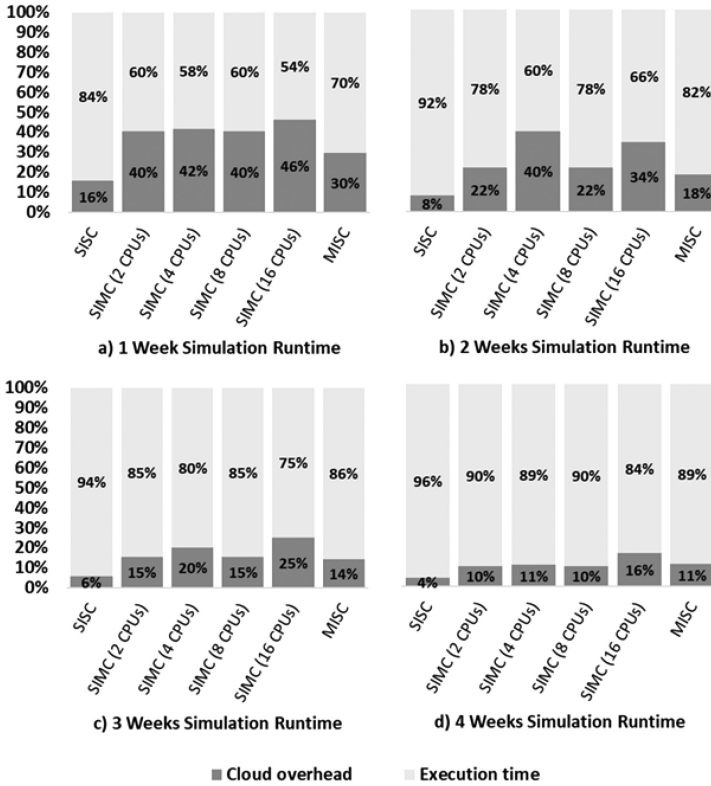 100%
90%
80%
70%
60%
50%
40%
30%
20%
10%
0%
84% 60% 58% 60% 54% 70%
16% 40% 42% 40% 46% 30%
SISC
SIMC (2 CPUs)
SIMC (4 CPUs)
SIMC (8 CPUs)
SIMC (16 CPUs)
MISC
a) 1 Week Simulation Runtime
92% 78% 60% 78% 66% 82%
8% 22% 40% 22% 34% 18%
SISC
SIMC (2 CPUs)
SIMC (4 CPUs)
SIMC (8 CPUs)
SIMC (16 CPUs)
MISC
b) 2 Weeks Simulation Runtime
100%
90%
80%
70%
60%
50%
40%
30%
20%
10%
0%
94% 85% 80% 85% 75% 86%
6% 15% 20% 15% 25% 14%
SISC
SIMC (2 CPUs)
SIMC (4 CPUs)
SIMC (8 CPUs)
SIMC (16 CPUs)
MISC
c) 3 Weeks Simulation Runtime
96% 90% 89% 90% 84% 89%
4% 10% 11% 10% 16% 11%
SISC
SIMC (2 CPUs)
SIMC (4 CPUs)
SIMC (8 CPUs)
SIMC (16 CPUs)
MISC
d) 4 Weeks Simulation Runtime
Cloud overhead Execution time